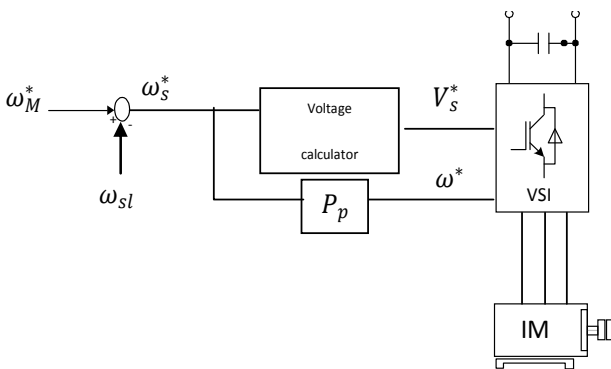 ω*_M
+
-
ω*_s
ω_sl
Voltage
calculator
P_p
V*_s
ω*
VSI
IM